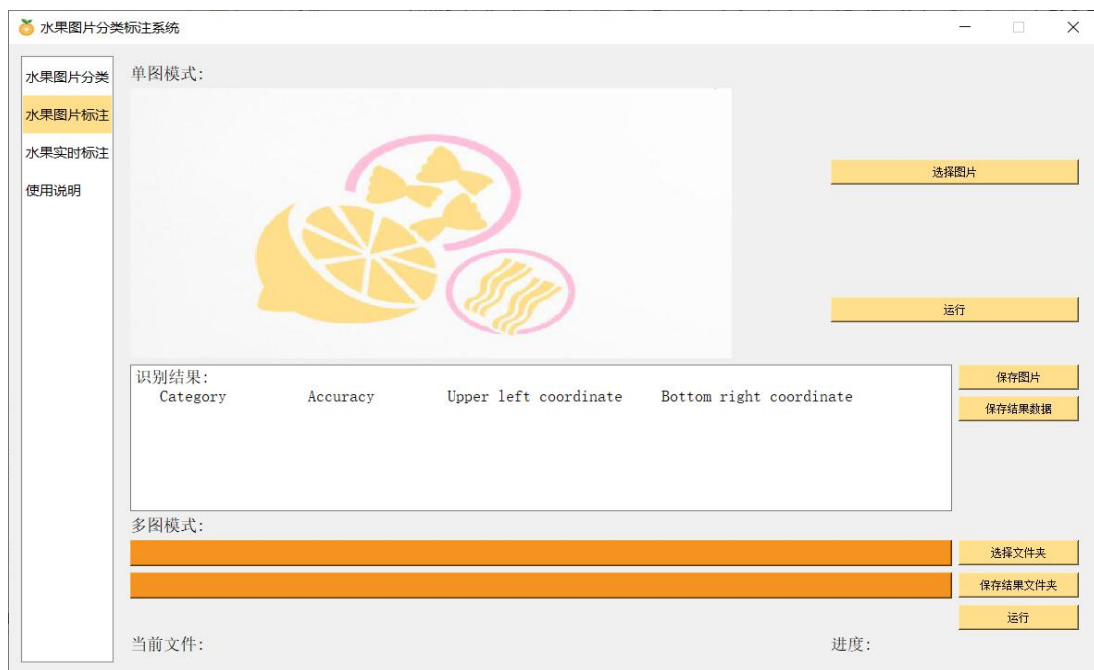 水果图片分类标注系统
水果图片分类
水果图片标注
水果实时标注
使用说明
单图模式:
选择图片
运行
识别结果:
Category Accuracy Upper left coordinate Bottom right coordinate
保存图片
保存结果数据
多图模式:
选择文件夹
保存结果文件夹
运行
当前文件: 进度: